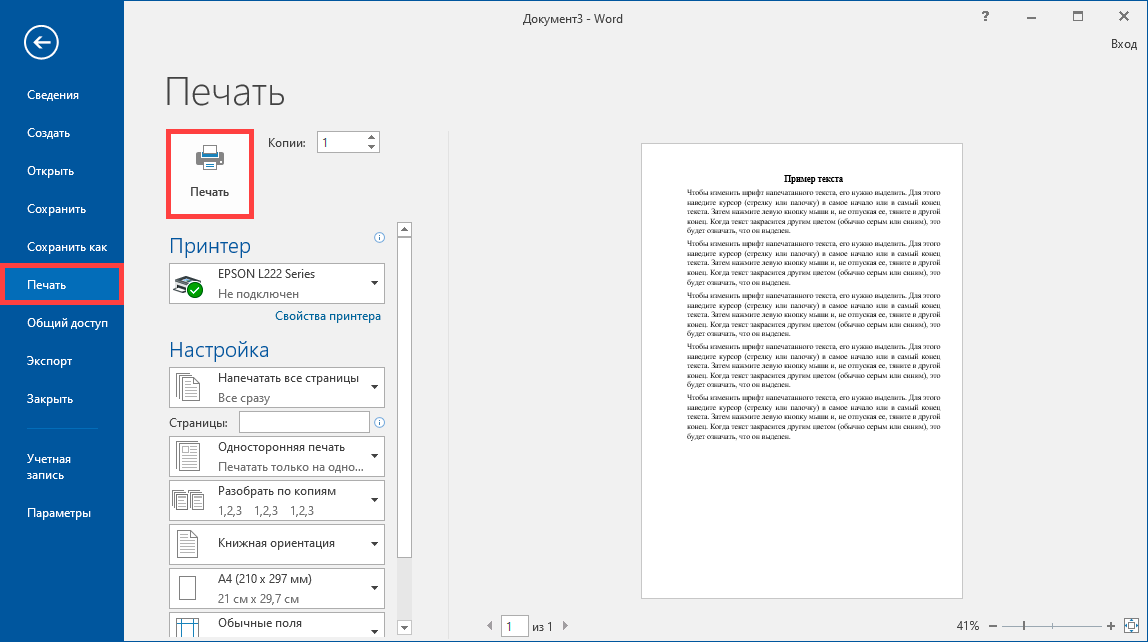 Документ3 - Word
?
Вход
Сведения
Создать
Открыть
Сохранить
Сохранить как
Печать
Общий доступ
Экспорт
Закрыть
Учетная
запись
Параметры
Печать
Печать
Копии:
1
Принтер
EPSON L222 Series
Не подключен
Свойства принтера
Настройка
Напечатать все страницы
Все сразу
Страницы:
Односторонняя печать
Печатать только на одно...
Разобрать по копиям
1,2,3 1,2,3 1,2,3
Книжная ориентация
A4 (210 x 297 мм)
21 см x 29,7 см
Обычные поля
Пример текста
Чтобы изменить шрифт напечатанного текста, его нужно выделить. Для этого
наведите курсор (стрелку или палочку) в самое начало или в самый конец
текста. Затем нажмите левую кнопку мыши и, не отпуская ее, тяните в другой
конец. Когда текст закрасится другим цветом (обычно серым или синим), это
будет означать, что он выделен.
Чтобы изменить шрифт напечатанного текста, его нужно выделить. Для этого
наведите курсор (стрелку или палочку) в самое начало или в самый конец
текста. Затем нажмите левую кнопку мыши и, не отпуская ее, тяните в другой
конец. Когда текст закрасится другим цветом (обычно серым или синим), это
будет означать, что он выделен.
Чтобы изменить шрифт напечатанного текста, его нужно выделить. Для этого
наведите курсор (стрелку или палочку) в самое начало или в самый конец
текста. Затем нажмите левую кнопку мыши и, не отпуская ее, тяните в другой
конец. Когда текст закрасится другим цветом (обычно серым или синим), это
будет означать, что он выделен.
Чтобы изменить шрифт напечатанного текста, его нужно выделить. Для этого
наведите курсор (стрелку или палочку) в самое начало или в самый конец
текста. Затем нажмите левую кнопку мыши и, не отпуская ее, тяните в другой
конец. Когда текст закрасится другим цветом (обычно серым или синим), это
будет означать, что он выделен.
Чтобы изменить шрифт напечатанного текста, его нужно выделить. Для этого
наведите курсор (стрелку или палочку) в самое начало или в самый конец
текста. Затем нажмите левую кнопку мыши и, не отпуская ее, тяните в другой
конец. Когда текст закрасится другим цветом (обычно серым или синим), это
будет означать, что он выделен.
1 из 1
41%